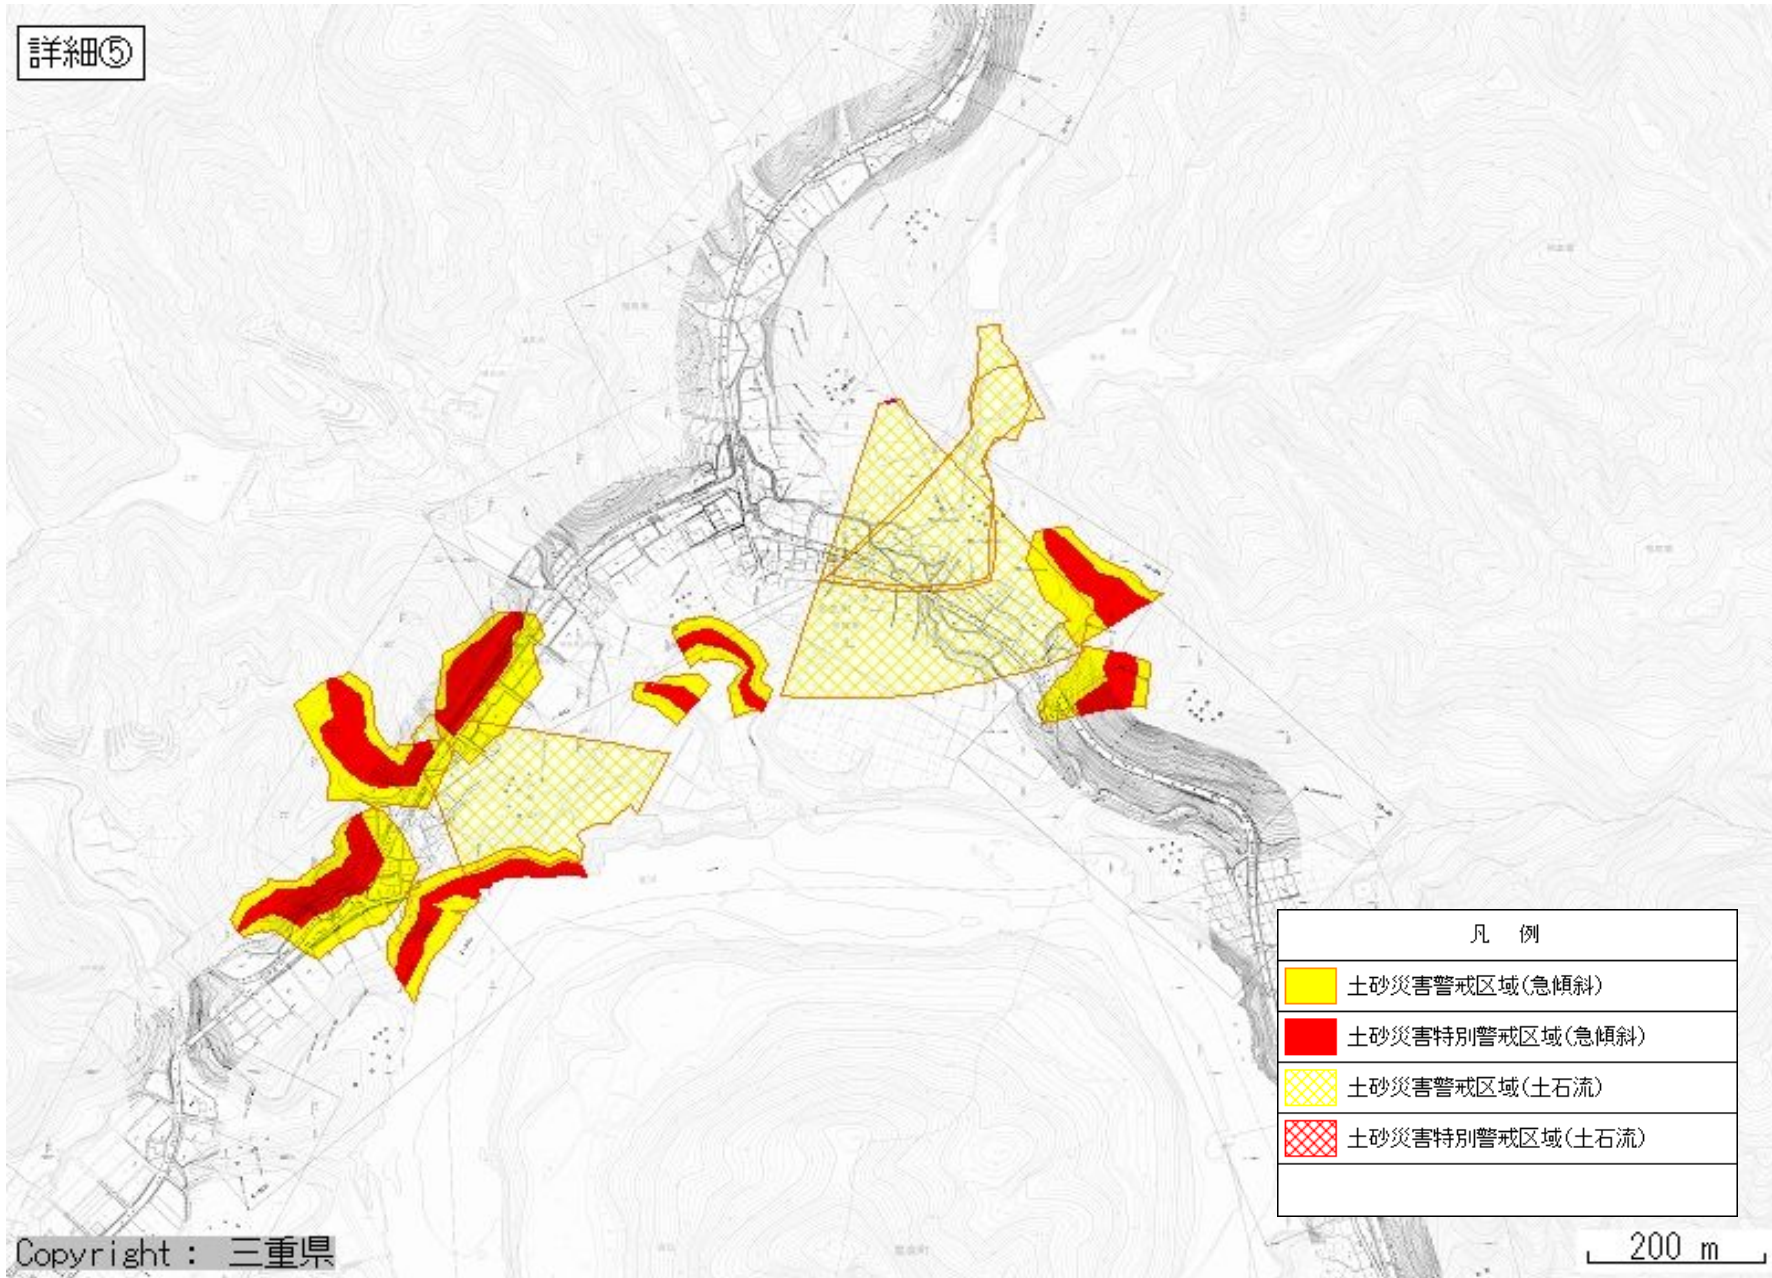 詳細⑤
凡 例
土砂災害警戒区域(急傾斜)
土砂災害特別警戒区域(急傾斜)
土砂災害警戒区域(土石流)
土砂災害特別警戒区域(土石流)
Copyright : 三重県
200 m